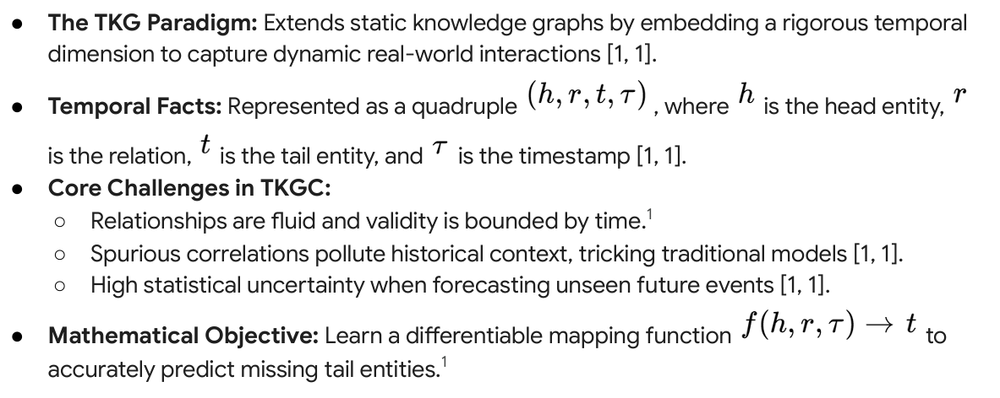 ● The TKG Paradigm: Extends static knowledge graphs by embedding a rigorous temporal
dimension to capture dynamic real-world interactions [1, 1].
● Temporal Facts: Represented as a quadruple (h, r, t, τ) , where h is the head entity, r
is the relation, t is the tail entity, and τ is the timestamp [1, 1].
● Core Challenges in TKGC:
○ Relationships are fluid and validity is bounded by time.¹
○ Spurious correlations pollute historical context, tricking traditional models [1, 1].
○ High statistical uncertainty when forecasting unseen future events [1, 1].
● Mathematical Objective: Learn a differentiable mapping function f(h, r, τ) → t to
accurately predict missing tail entities.¹